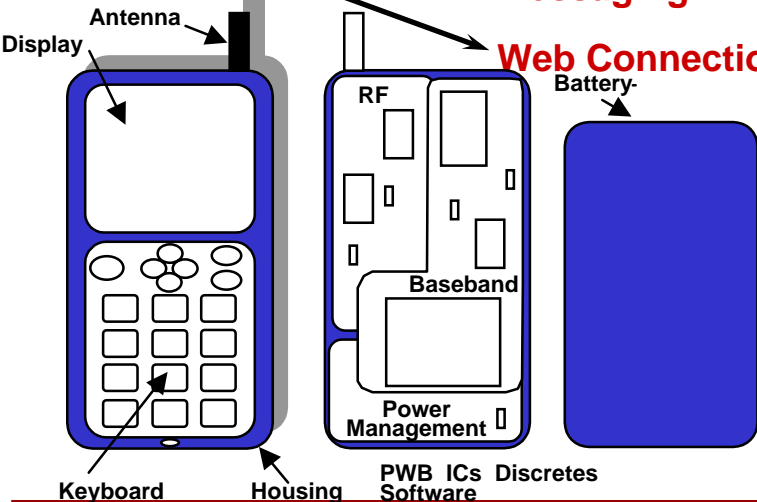 Antenna
Display
Web Connectio
Battery-
RF
Baseband
Power
Management
Keyboard
Housing
PWB ICs Discretes
Software